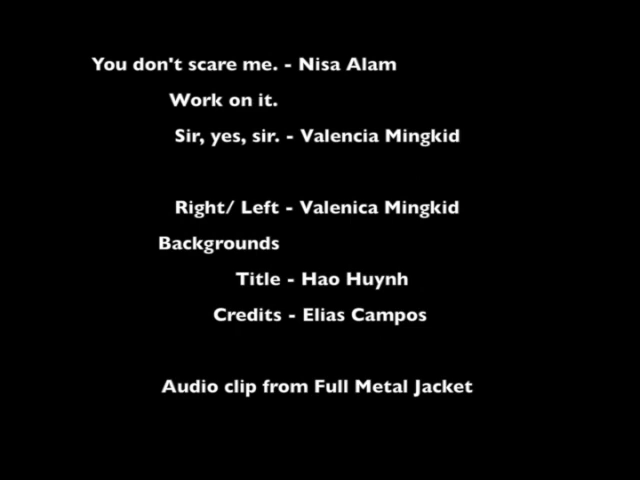 You don't scare me. - Nisa Alam
Work on it.
Sir, yes, sir. - Valencia Mingkid
Right/ Left - Valenica Mingkid
Backgrounds
Title - Hao Huynh
Credits - Elias Campos
Audio clip from Full Metal Jacket